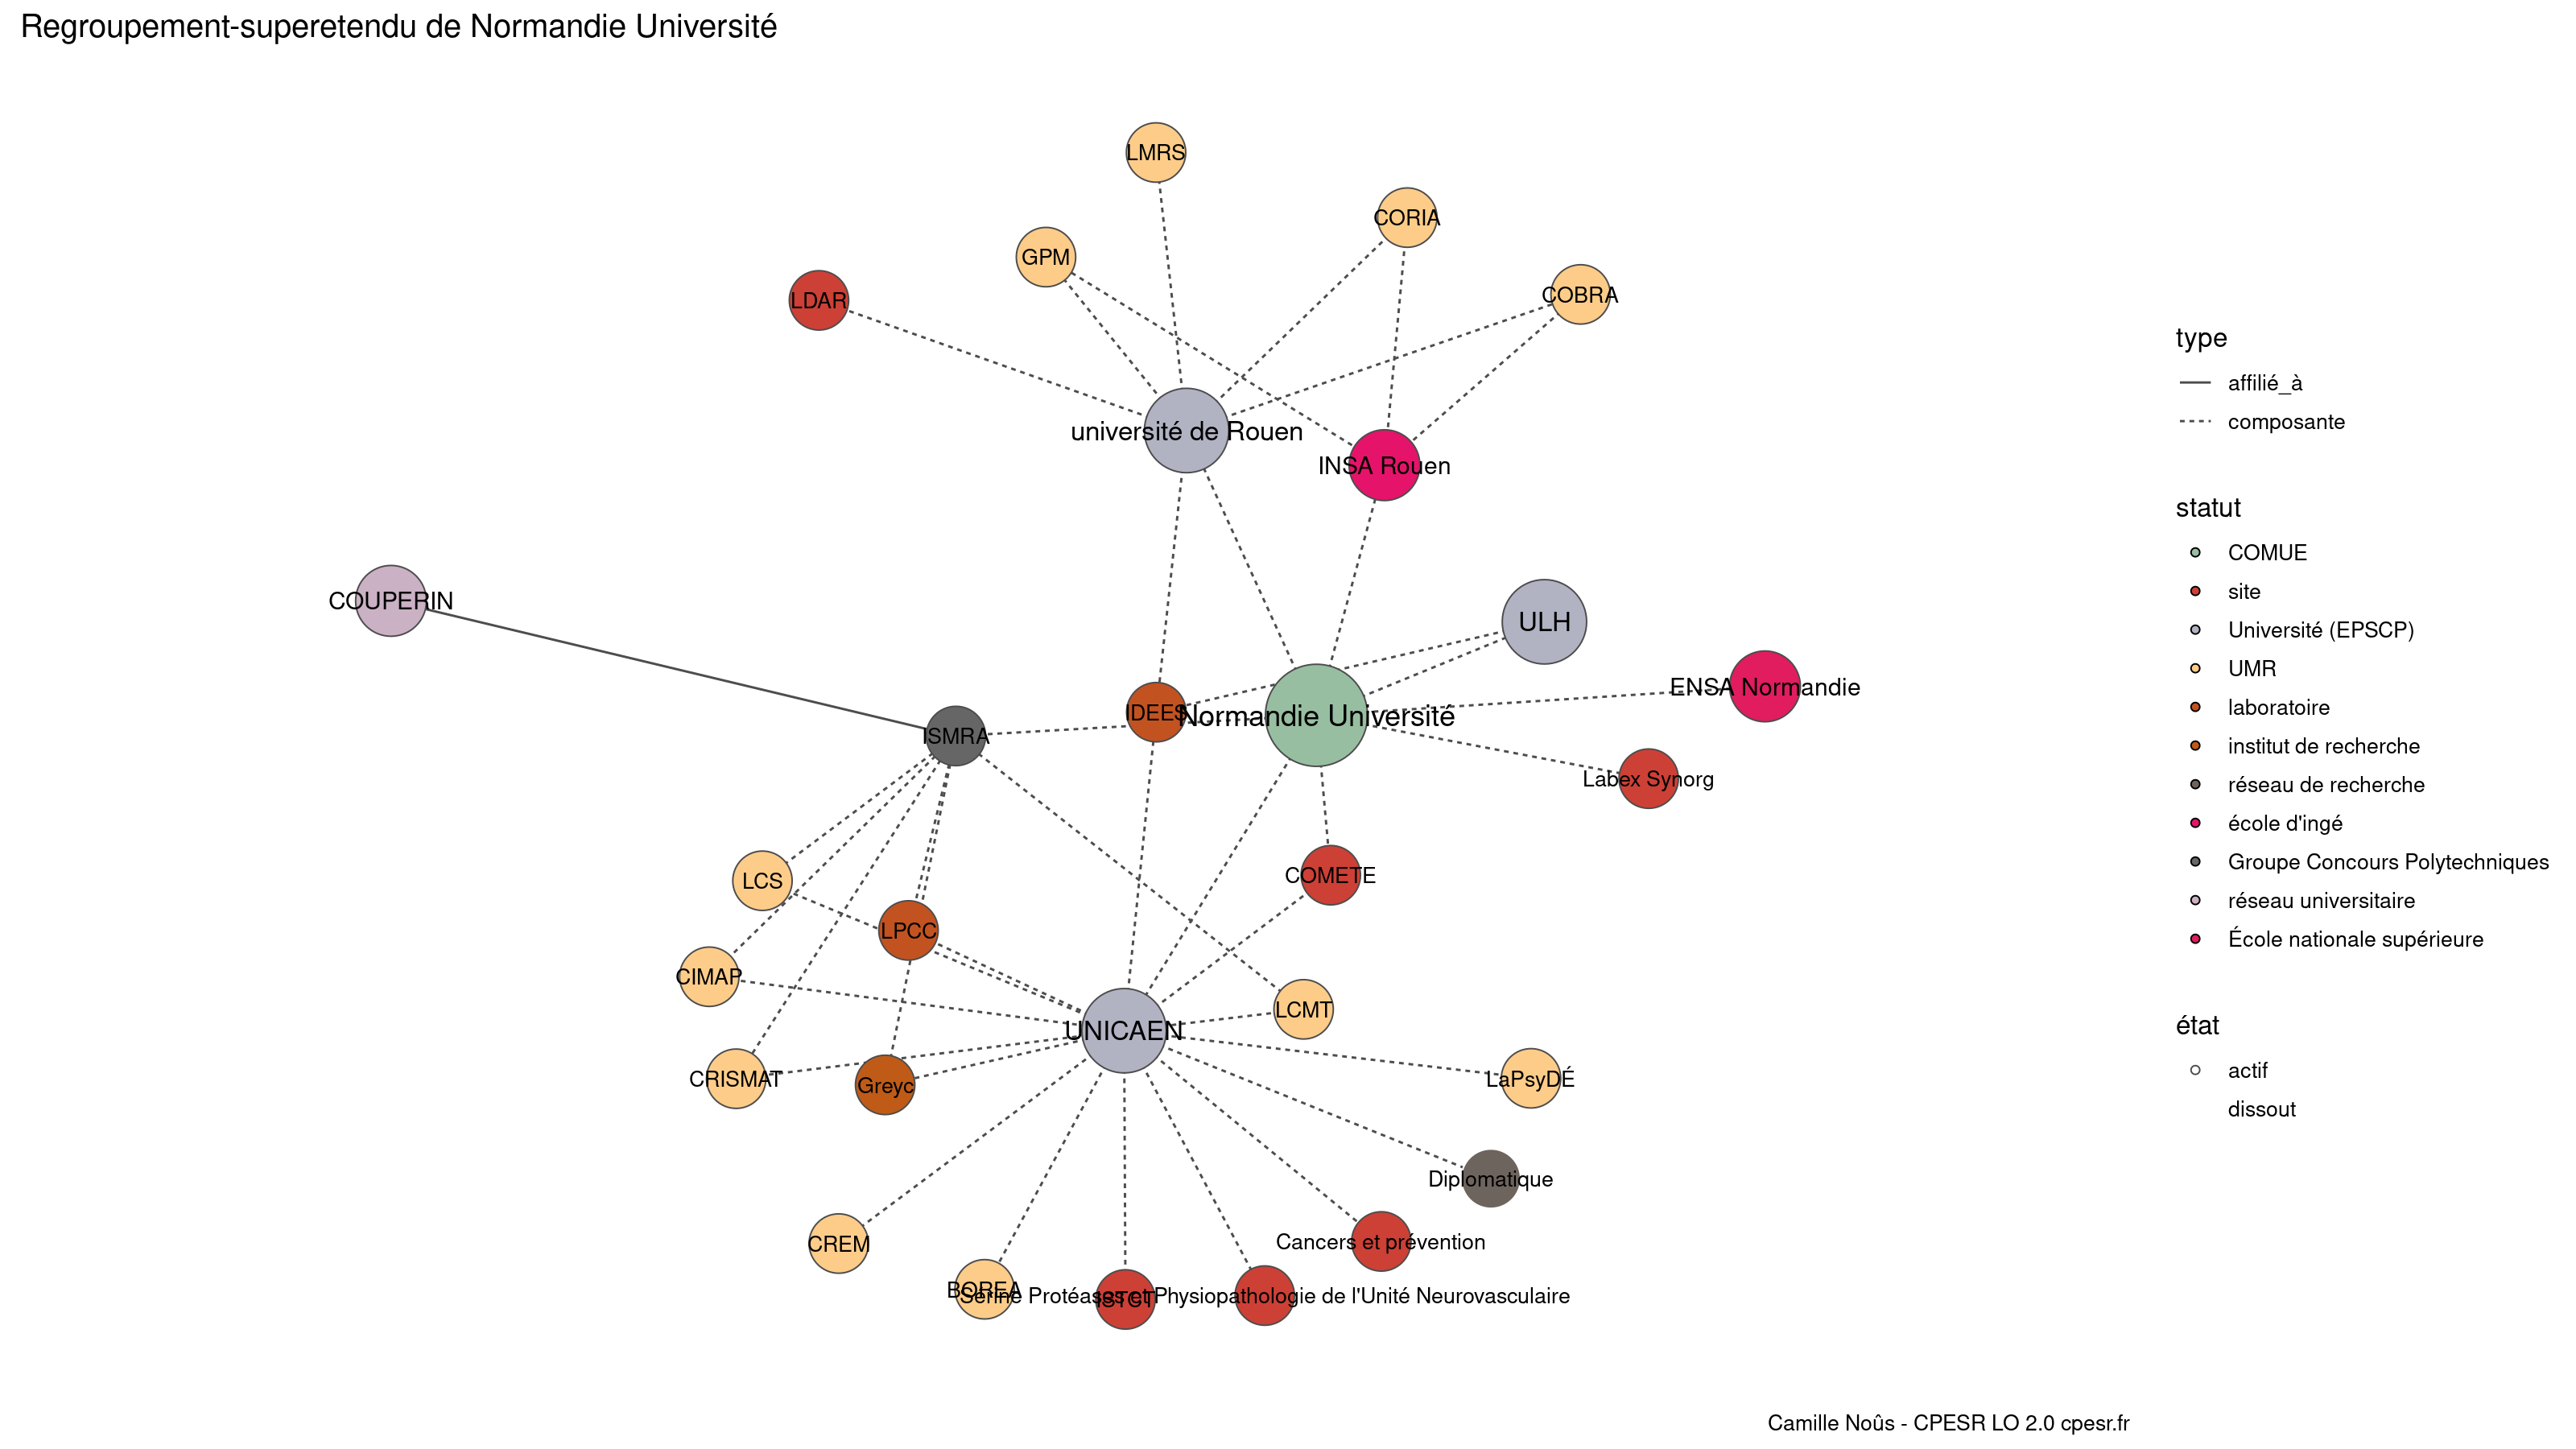 Regroupement-superetendu de Normandie Université
LMRS
CORIA
GPM
COBRA
LDAR
université de Rouen
INSA Rouen
COUPERIN
ULH
ENSA Normandie
IDEES
Normandie Université
ISMRA
Labex Synorg
COMETE
LCS
LPCC
CIMAP
LCMT
UNICAEN
CRISMAT
Greyc
LaPsyDÉ
Diplomatique
CREM
Cancers et prévention
BOREA
Sérine Protéases et Physiopathologie de l'Unité Neurovasculaire
ISTCT
type
affilié_à
composante
statut
COMUE
site
Université (EPSCP)
UMR
laboratoire
institut de recherche
réseau de recherche
école d'ingé
Groupe Concours Polytechniques
réseau universitaire
École nationale supérieure
état
actif
dissout
Camille Noûs - CPESR LO 2.0 cpesr.fr